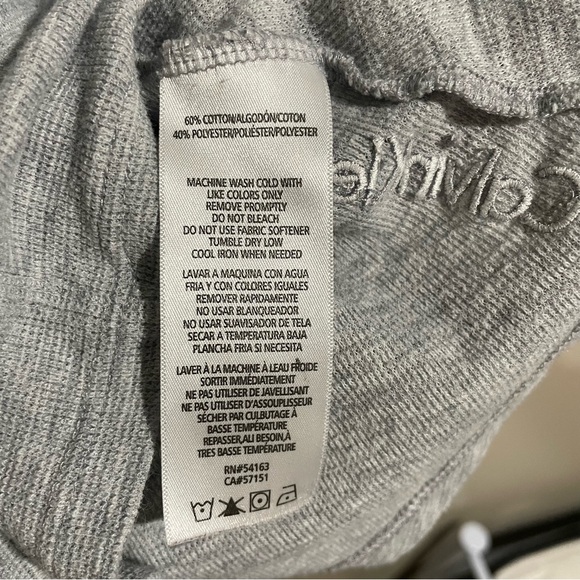 60% COTTON/ALGODÓN/COTON
40% POLYESTER/POLIÉSTER/POLYESTER
MACHINE WASH COLD WITH
LIKE COLORS ONLY
REMOVE PROMPTLY
DO NOT BLEACH
DO NOT USE FABRIC SOFTENER
TUMBLE DRY LOW
COOL IRON WHEN NEEDED
LAVAR A MAQUINA CON AGUA
FRIA Y CON COLORES IGUALES
REMOVER RAPIDAMENTE
NO USAR BLANQUEADOR
NO USAR SUAVISADOR DE TELA
SECAR A TEMPERATURA BAJA
PLANCHA FRIA SI NECESITA
LAVER À LA MACHINE À LEAU FROIDE
SORTIR IMMÉDIATEMENT
NE PAS UTILISER DE JAVELLISANT
NE PAS UTILISER D'ASSOUPLISSEUR
SÉCHER PAR CULBUTAGE À
BASSE TEMPÉRATURE
REPASSER,AU BESOIN,À
TRES BASSE TEMPÉRATURE
RN#54163
CA#57151
Calvin